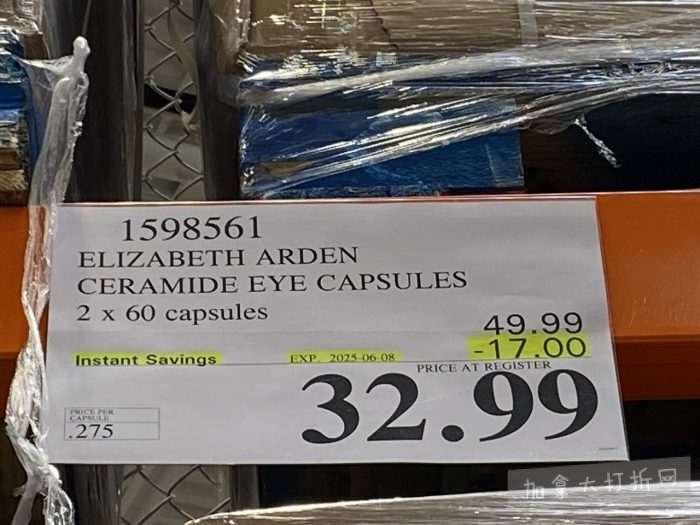 1598561
ELIZABETH ARDEN
CERAMIDE EYE CAPSULES
2 x 60 capsules
49.99
Instant Savings EXP. 2025-06-08 -17.00
PRICE AT REGISTER
32.99
PRICE PER
CAPSULE
.275
加拿大打折网